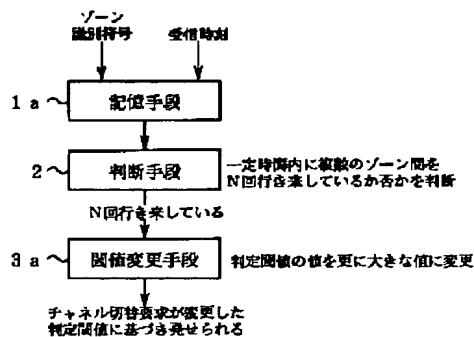 ゾーン
識別符号
受信時刻
1a
記憶手段
2
判断手段
一定時間内に複数のゾーン間を
N回行き来しているか否かを判断
N回行き来している
3a
閾値変更手段
判定閾値の値を更に大きな値に変更
チャネル切替要求が変更した
判定閾値に基づき発せられる